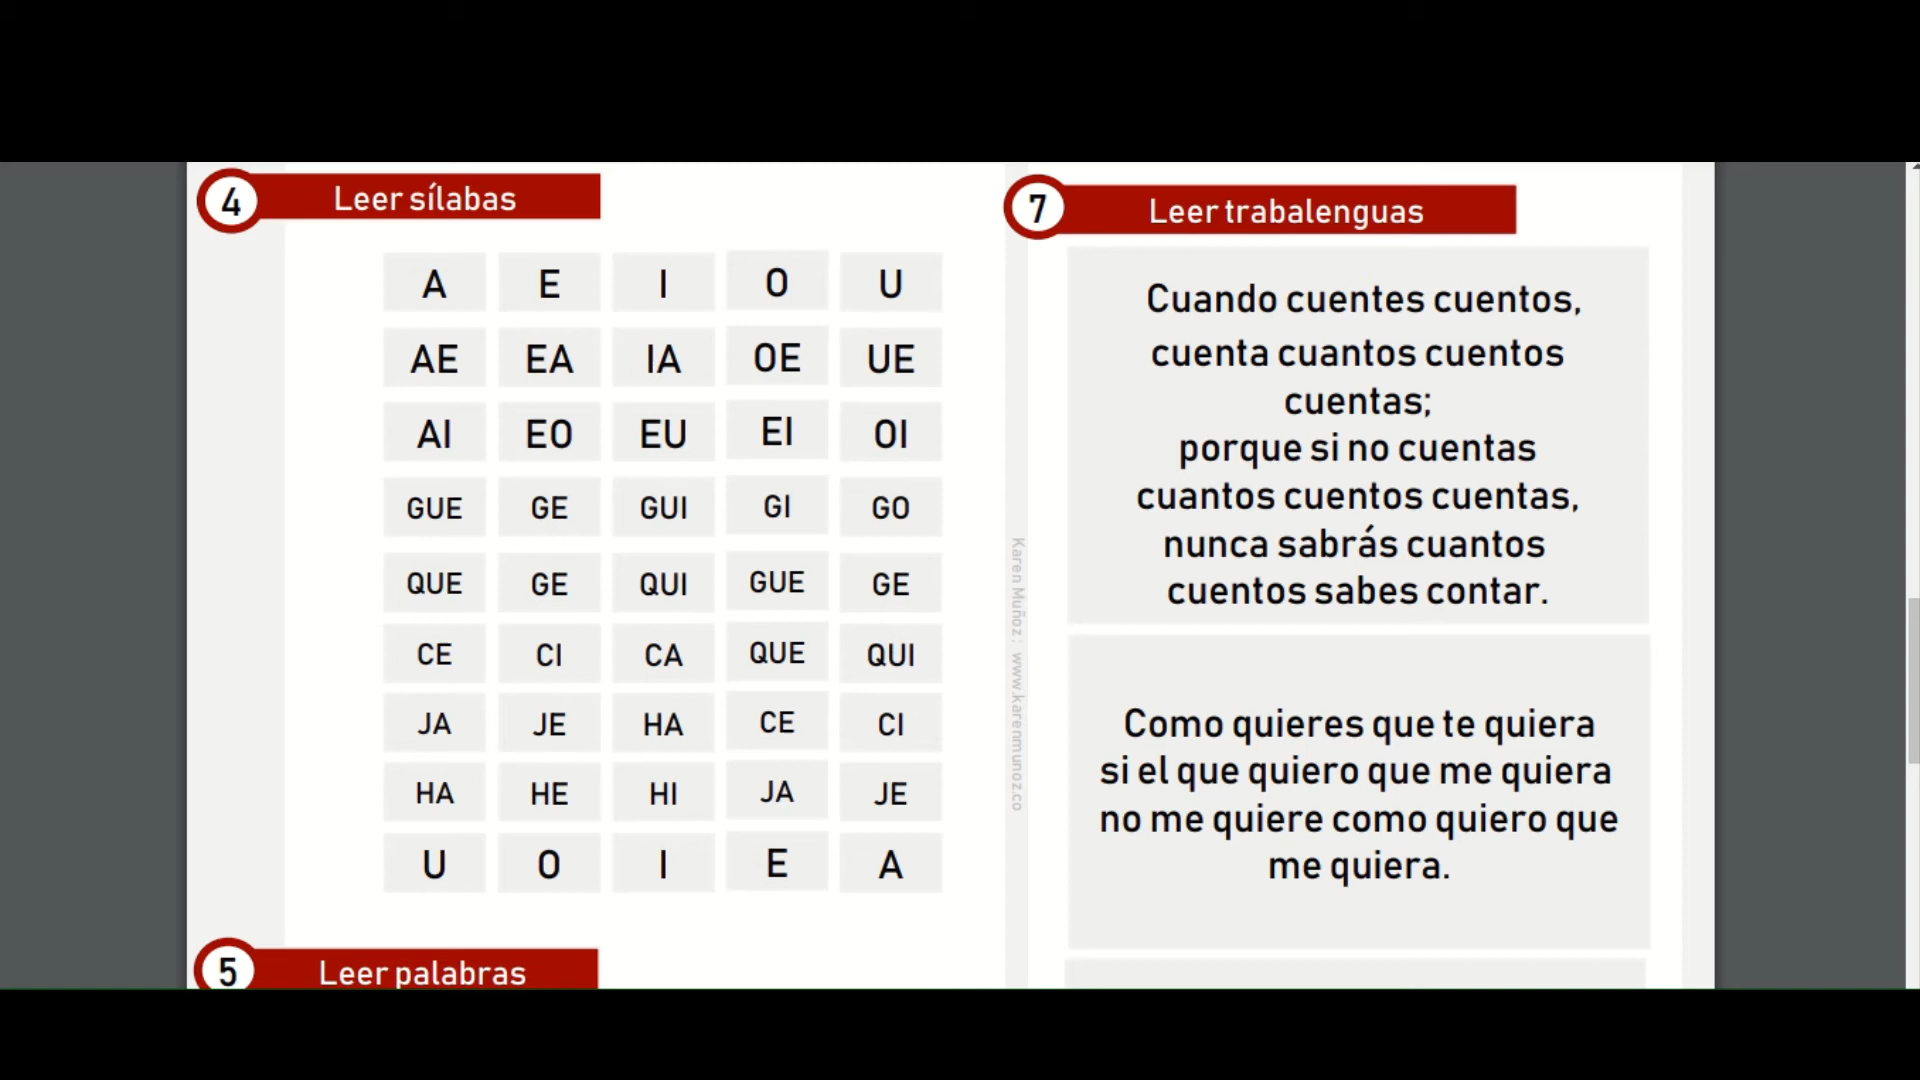 4
Leer sílabas
A E I O U
AE EA IA OE UE
AI EO EU EI OI
GUE GE GUI GI GO
QUE GE QUI GUE GE
CE CI CA QUE QUI
JA JE HA CE CI
HA HE HI JA JE
U O I E A
5
Leer palabras
Karen Muñoz : www.karenmunoz.co
7
Leer trabalenguas
Cuando cuentes cuentos,
cuenta cuantos cuentos
cuentas;
porque si no cuentas
cuantos cuentos cuentas,
nunca sabrás cuantos
cuentos sabes contar.
Como quieres que te quiera
si el que quiero que me quiera
no me quiere como quiero que
me quiera.